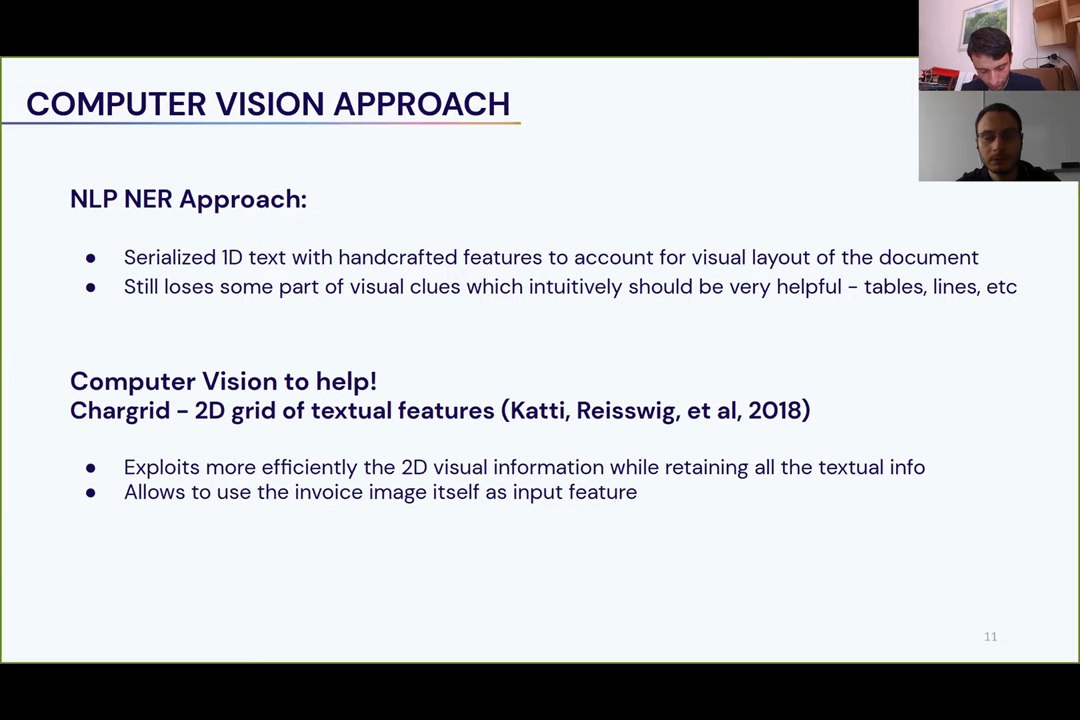 COMPUTER VISION APPROACH
NLP NER Approach:
● Serialized 1D text with handcrafted features to account for visual layout of the document
● Still loses some part of visual clues which intuitively should be very helpful - tables, lines, etc
Computer Vision to help!
Chargrid - 2D grid of textual features (Katti, Reisswig, et al, 2018)
● Exploits more efficiently the 2D visual information while retaining all the textual info
● Allows to use the invoice image itself as input feature
11